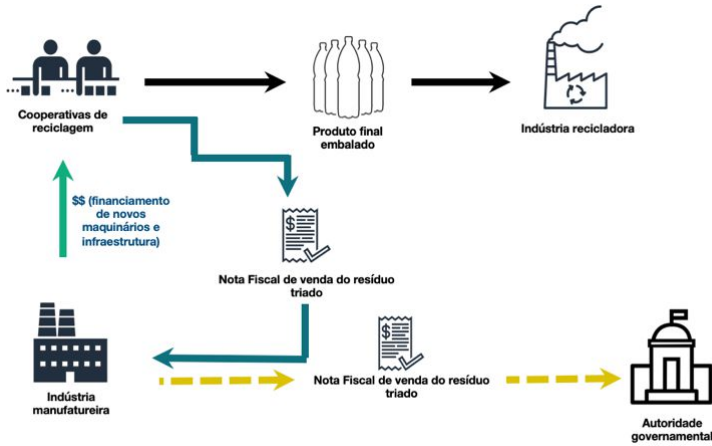 Cooperativas de
reciclagem
Produto final
embalado
Indústria recicladora
$$ (financiamento
de novos
maquinários e
infraestrutura)
$
Nota Fiscal de venda do resíduo
triado
$
Indústria
manufatureira
Nota Fiscal de venda do resíduo
triado
Autoridade
governamental